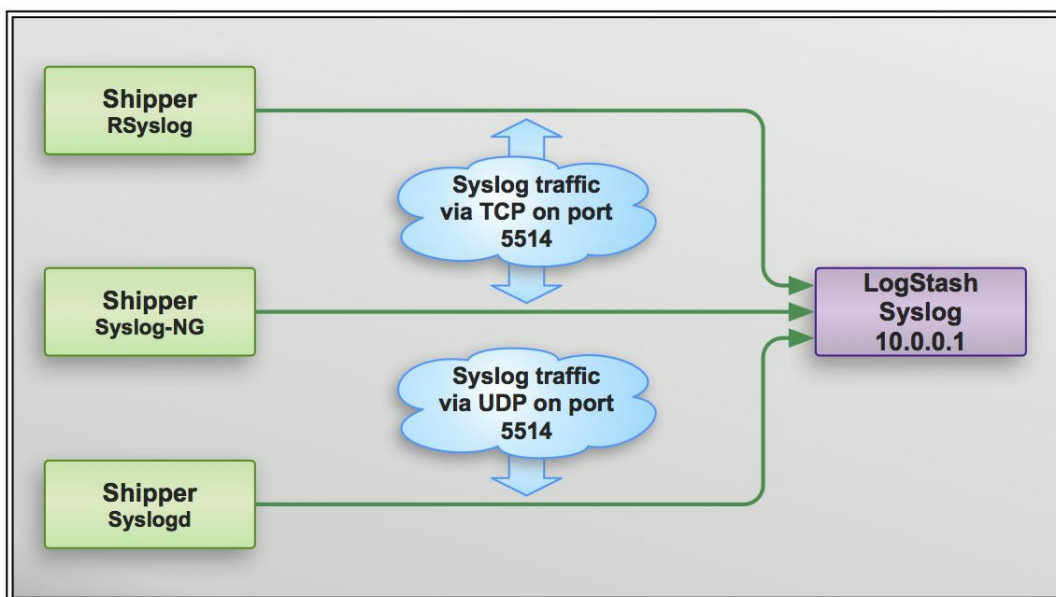 Shipper
RSyslog
Syslog traffic
via TCP on port
5514
Shipper
Syslog-NG
LogStash
Syslog
10.0.0.1
Syslog traffic
via UDP on port
5514
Shipper
Syslogd